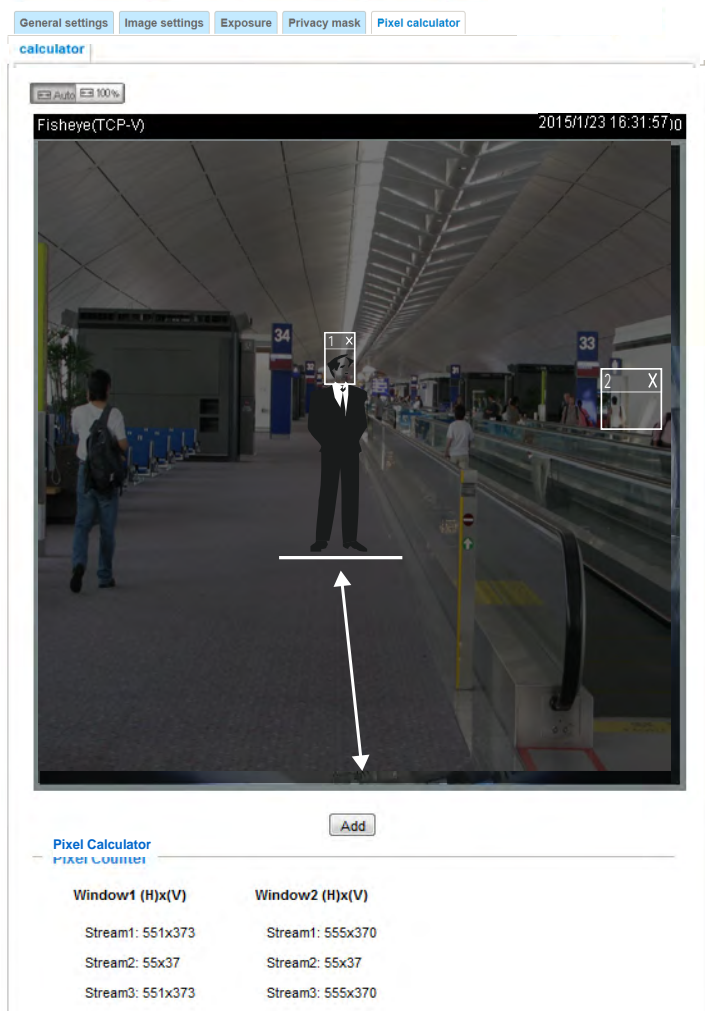 General settings Image settings Exposure Privacy mask Pixel calculator
calculator
Auto 100%
Fisheye(TCP-V) 2015/1/23 16:31:57
34
1 X
33
2 X
Add
Pixel Calculator
Pixel Counter
Window1 (H)x(V) Window2 (H)x(V)
Stream1: 551x373 Stream1: 555x370
Stream2: 55x37 Stream2: 55x37
Stream3: 551x373 Stream3: 555x370